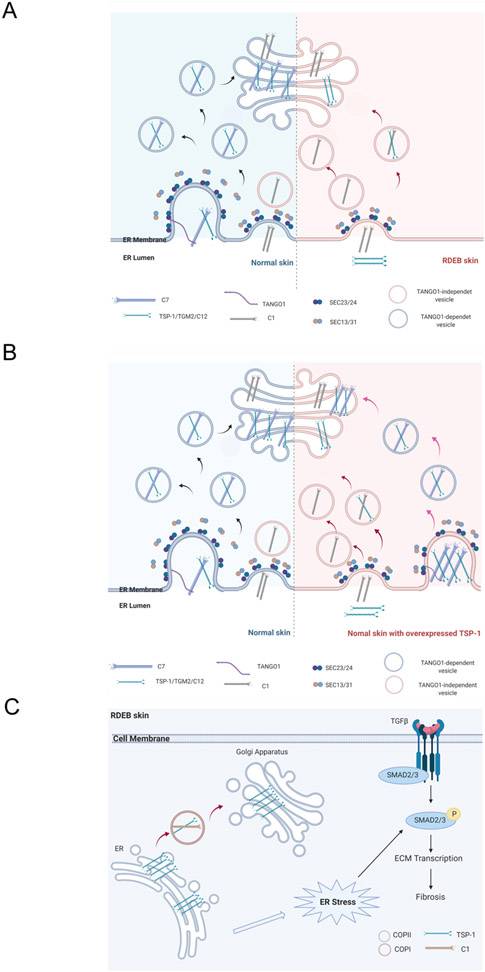 A
ER Membrane
ER Lumen
Normal skin
RDEB skin
C7
TSP-1/TGM2/C12
TANGO1
C1
SEC23/24
SEC13/31
TANGO1-independet
vesicle
TANGO1-dependet
vesicle
B
ER Membrane
ER Lumen
Normal skin
Nomal skin with overexpressed TSP-1
C7
TSP-1/TGM2/C12
TANGO1
C1
SEC23/24
SEC13/31
TANGO1-dependent
vesicle
TANGO1-independent
vesicle
C
RDEB skin
Cell Membrane
TGFβ
Golgi Apparatus
SMAD2/3
SMAD2/3
P
ER
ECM Transcription
ER Stress
Fibrosis
COPII
TSP-1
COPI
C1